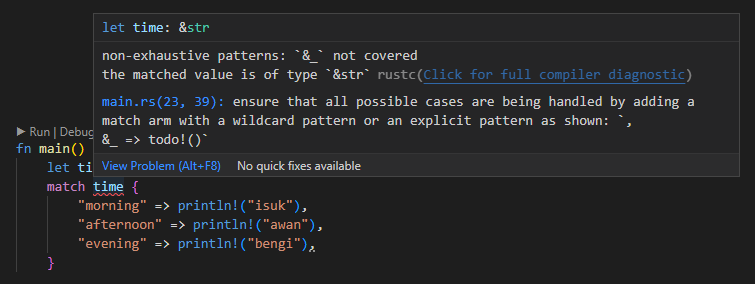 let time: &str
non-exhaustive patterns: `&_` not covered
the matched value is of type `&str` rustc(Click for full compiler diagnostic)
main.rs(23, 39): ensure that all possible cases are being handled by adding a
match arm with a wildcard pattern or an explicit pattern as shown: `,
&_ => todo!()`
View Problem (Alt+F8) No quick fixes available
Run | Debug
fn main()
let ti
match time {
"morning" => println!("isuk"),
"afternoon" => println!("awan"),
"evening" => println!("bengi"),
}